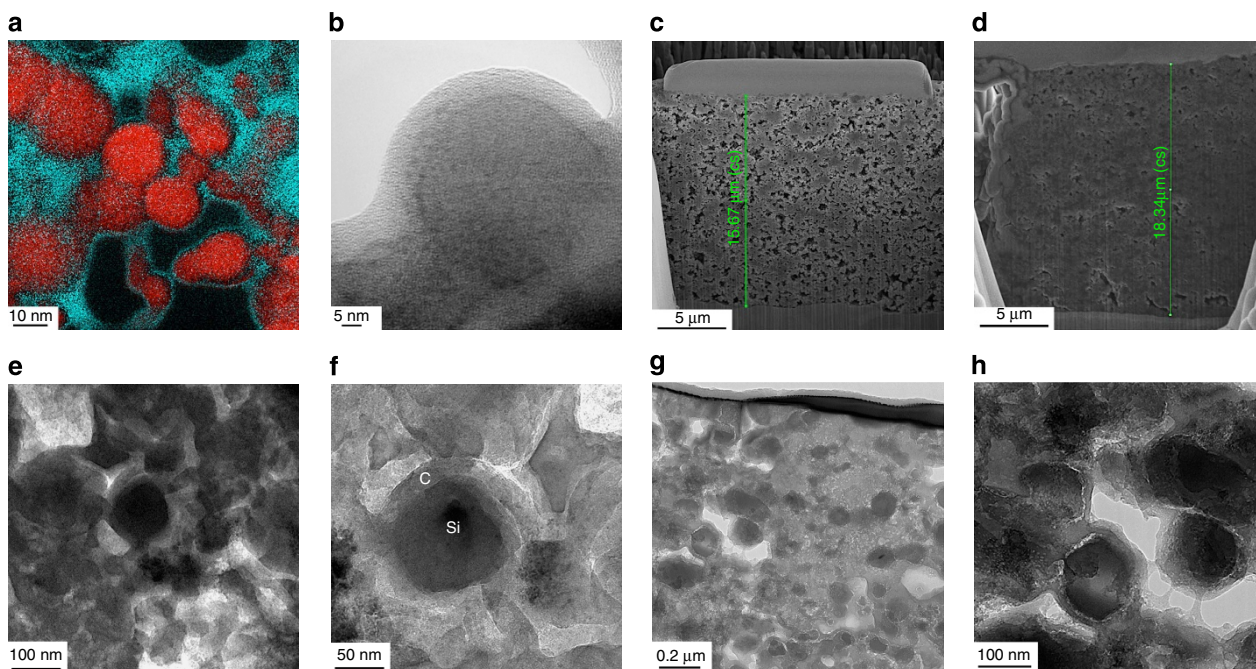 a
b
c
d
10 nm
5 nm
15.67 μm (cs)
5 μm
18.34μm (cs)
5 μm
e
f
g
h
100 nm
C
Si
50 nm
0.2 μm
100 nm